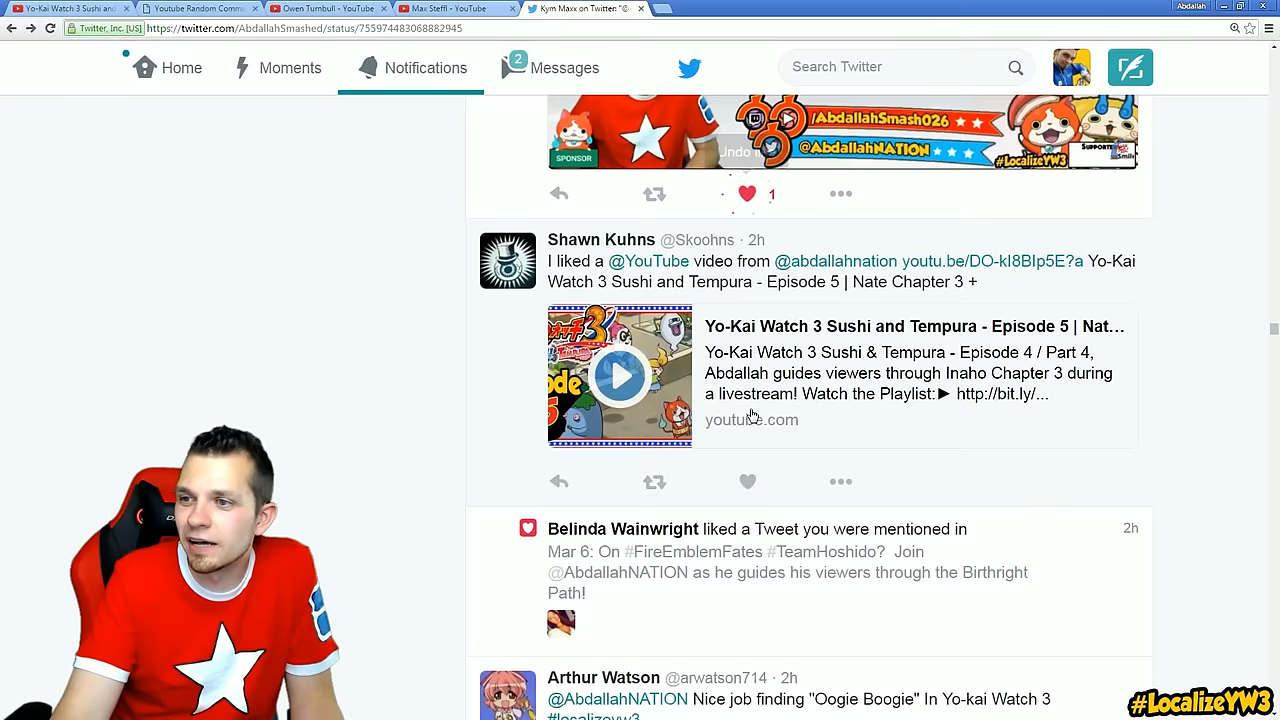 Yo-Kai Watch 3 Sushi and
Youtube Random Comm
Owen Turnbull - YouTube
Max Steffl - YouTube
Kym Maxx on Twitter: "@
Abdallah
Twitter, Inc. [US]
https://twitter.com/AbdallahSmashed/status/755974483068882945
Home
Moments
Notifications
2
Messages
Search Twitter
SPONSOR
/AbdallahSmash026
@AbdallahNATION
#LocalizeYW3
Undo
1
Shawn Kuhns @Skoohns · 2h
I liked a @YouTube video from @abdallahnation youtu.be/DO-kI8BIp5E?a Yo-Kai
Watch 3 Sushi and Tempura - Episode 5 | Nate Chapter 3 +
Yo-Kai Watch 3 Sushi and Tempura - Episode 5 | Nat...
Yo-Kai Watch 3 Sushi & Tempura - Episode 4 / Part 4,
Abdallah guides viewers through Inaho Chapter 3 during
a livestream! Watch the Playlist:► http://bit.ly/...
youtube.com
Belinda Wainwright liked a Tweet you were mentioned in
2h
Mar 6: On #FireEmblemFates #TeamHoshido? Join
@AbdallahNATION as he guides his viewers through the Birthright
Path!
Arthur Watson @arwatson714 · 2h
@AbdallahNATION Nice job finding "Oogie Boogie" In Yo-kai Watch 3
#localizeyw3
#LocalizeYW3